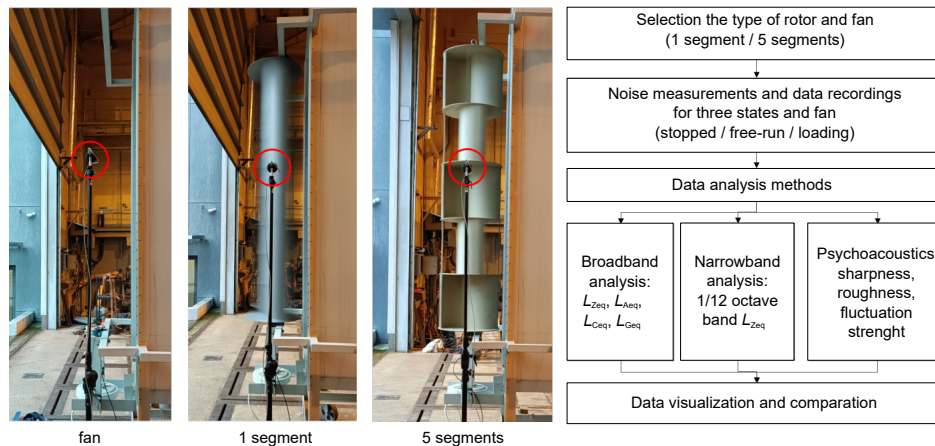 Selection the type of rotor and fan
(1 segment / 5 segments)
Noise measurements and data recordings
for three states and fan
(stopped / free-run / loading)
Data analysis methods
Broadband
analysis:
LZeq, LAeq,
LCeq, LGeq
Narrowband
analysis:
1/12 octave
band LZeq
Psychoacoustics
sharpness,
roughness,
fluctuation
strenght
Data visualization and comparation
fan
1 segment
5 segments